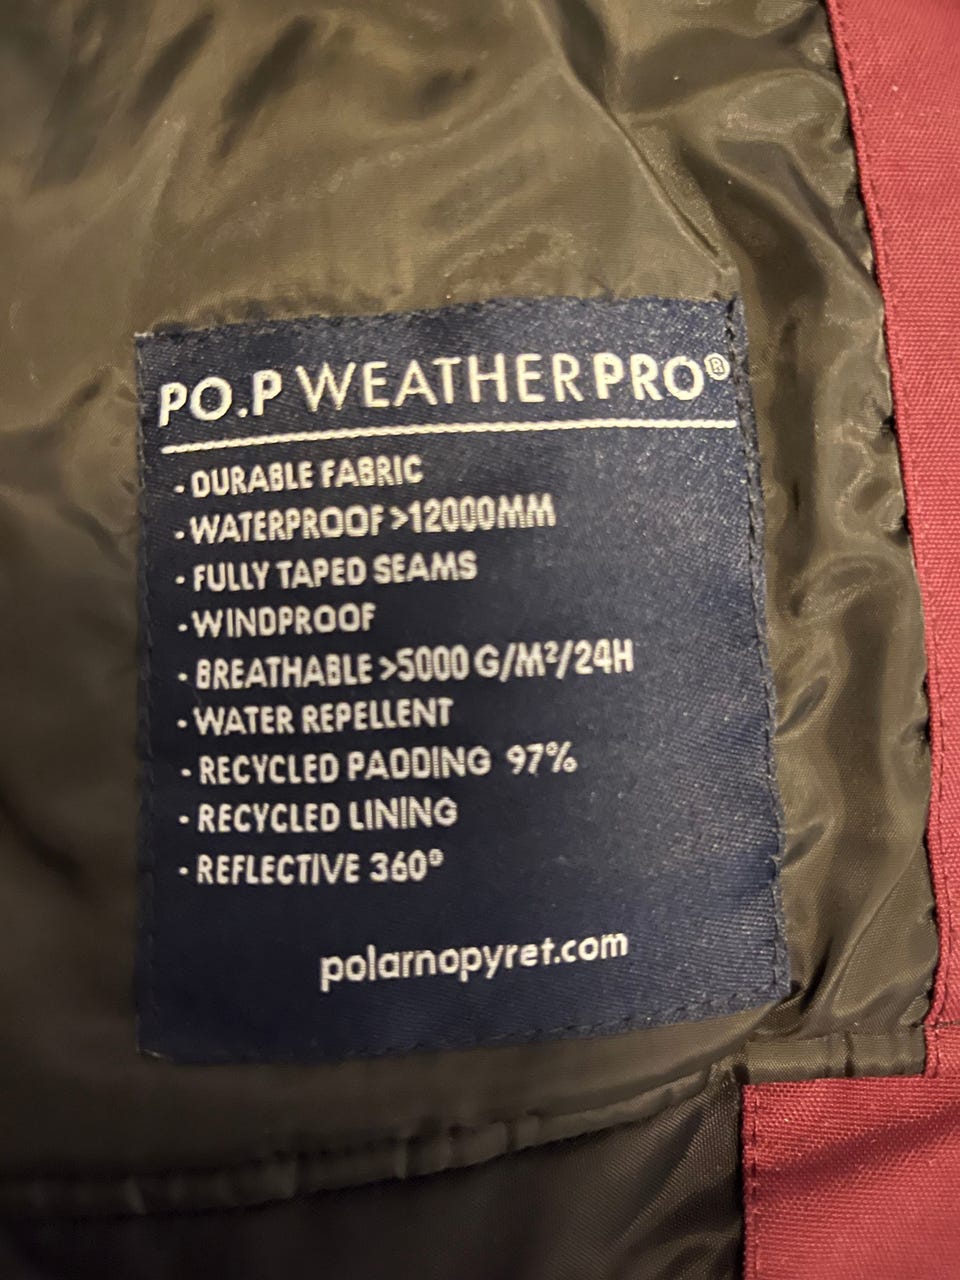 PO.P WEATHERPRO®
- DURABLE FABRIC
- WATERPROOF >12000MM
- FULLY TAPED SEAMS
- WINDPROOF
- BREATHABLE >5000 G/M²/24H
- WATER REPELLENT
- RECYCLED PADDING 97%
- RECYCLED LINING
- REFLECTIVE 360°
polarnopyret.com